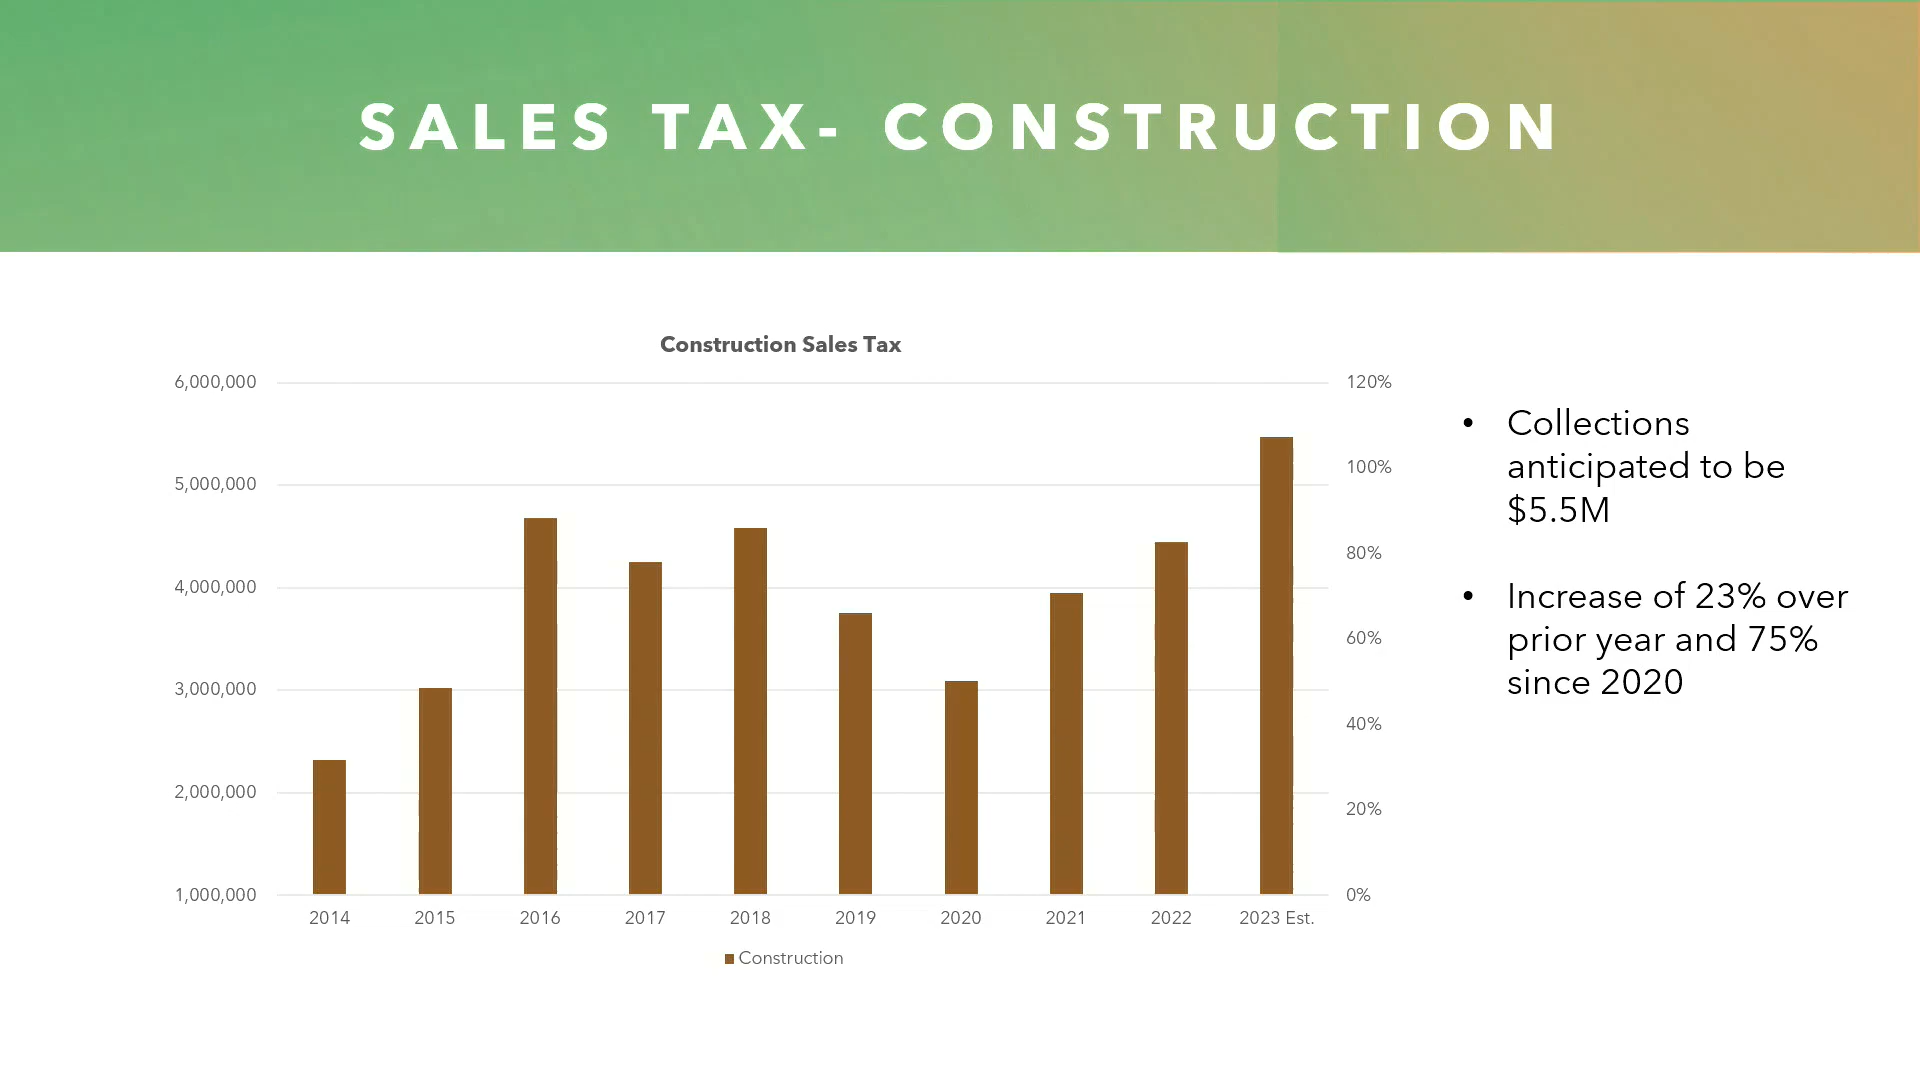 SALES TAX- CONSTRUCTION
Construction Sales Tax
6,000,000
5,000,000
4,000,000
3,000,000
2,000,000
1,000,000
120%
100%
80%
60%
40%
20%
0%
2014 2015 2016 2017 2018 2019 2020 2021 2022 2023 Est.
Construction
• Collections
anticipated to be
$5.5M
• Increase of 23% over
prior year and 75%
since 2020